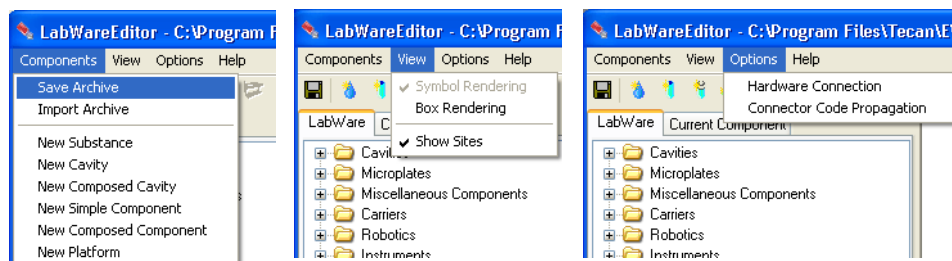 LabWareEditor - C:\Program F
Components View Options Help
Save Archive
Import Archive
New Substance
New Cavity
New Composed Cavity
New Simple Component
New Composed Component
New Platform
LabWareEditor - C:\Program F
Components View Options Help
Symbol Rendering
Box Rendering
Show Sites
LabWare C
Cavit
Microplates
Miscellaneous Components
Carriers
Robotics
Instruments
LabWareEditor - C:\Program Files\Tecan\E
Components View Options Help
Hardware Connection
Connector Code Propagation
LabWare Current Component
Cavities
Microplates
Miscellaneous Components
Carriers
Robotics
Instruments